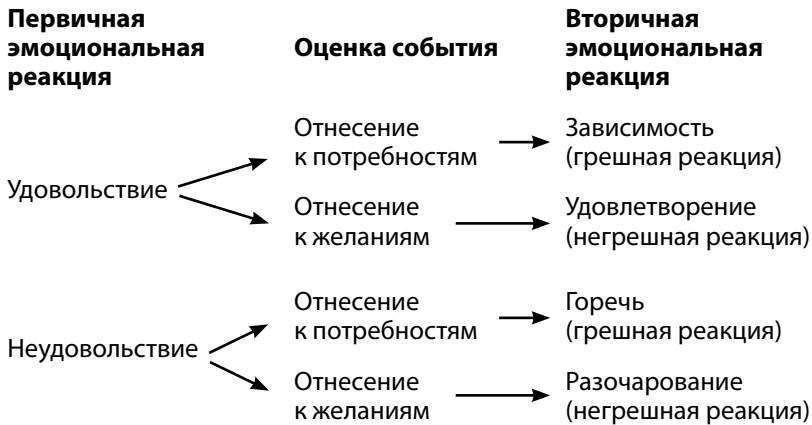 Первичная
эмоциональная
реакция
Оценка события
Вторичная
эмоциональная
реакция
Удовольствие
Отнесение
к потребностям
Зависимость
(грешная реакция)
Отнесение
к желаниям
Удовлетворение
(негрешная реакция)
Неудовольствие
Отнесение
к потребностям
Горечь
(грешная реакция)
Отнесение
к желаниям
Разочарование
(негрешная реакция)